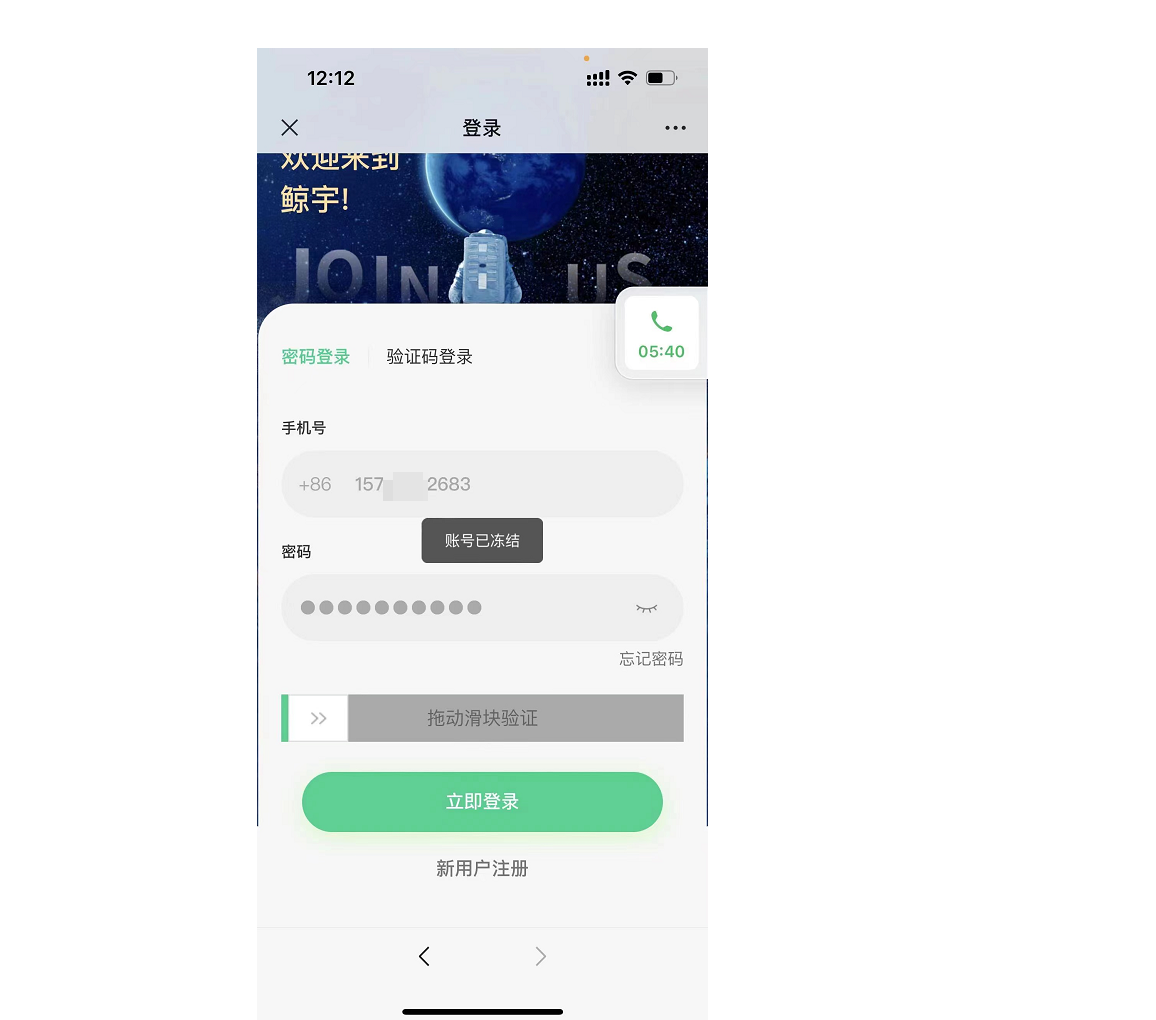 12:12
登录
欢迎来到
鲸宇!
JOIN US
05:40
密码登录
验证码登录
手机号
+86 157 2683
账号已冻结
密码
忘记密码
拖动滑块验证
立即登录
新用户注册